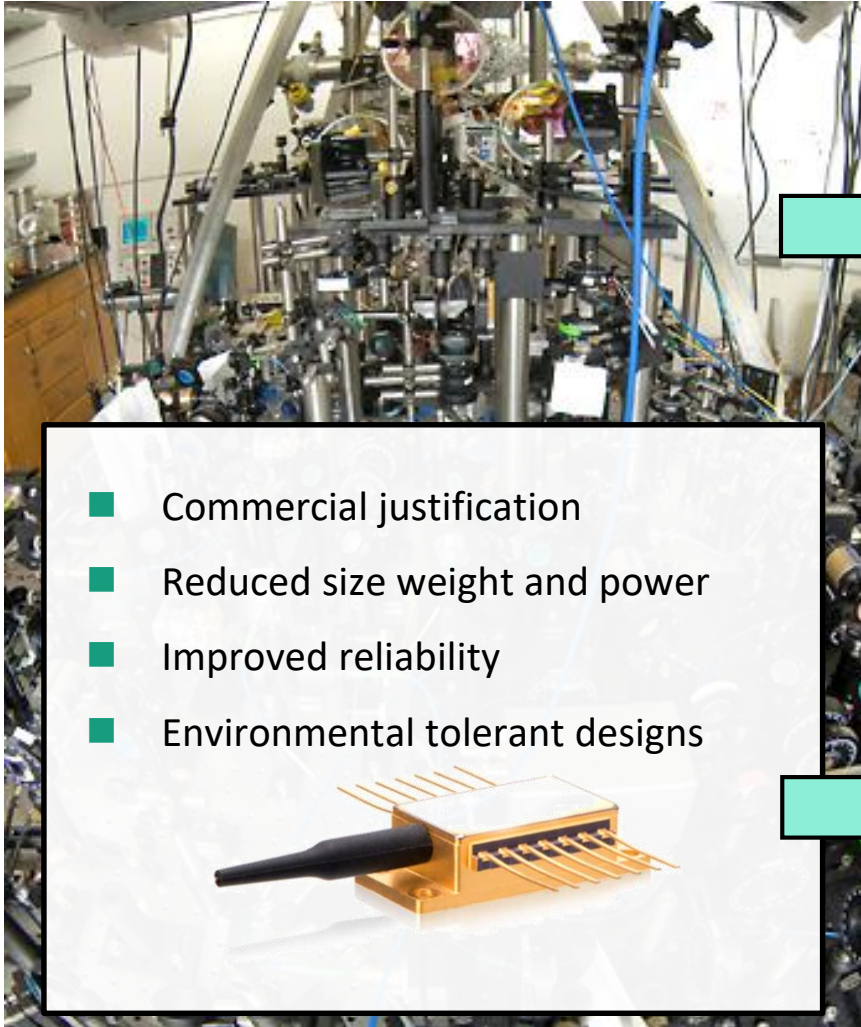 Commercial justification
Reduced size weight and power
Improved reliability
Environmental tolerant designs